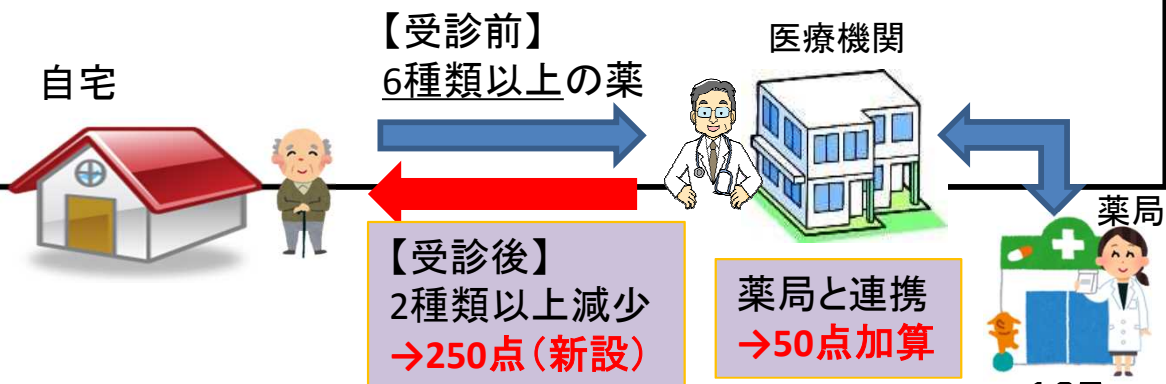 自宅
【受診前】
6種類以上の薬
医療機関
薬局
【受診後】
2種類以上減少
→250点（新設）
薬局と連携
→50点加算